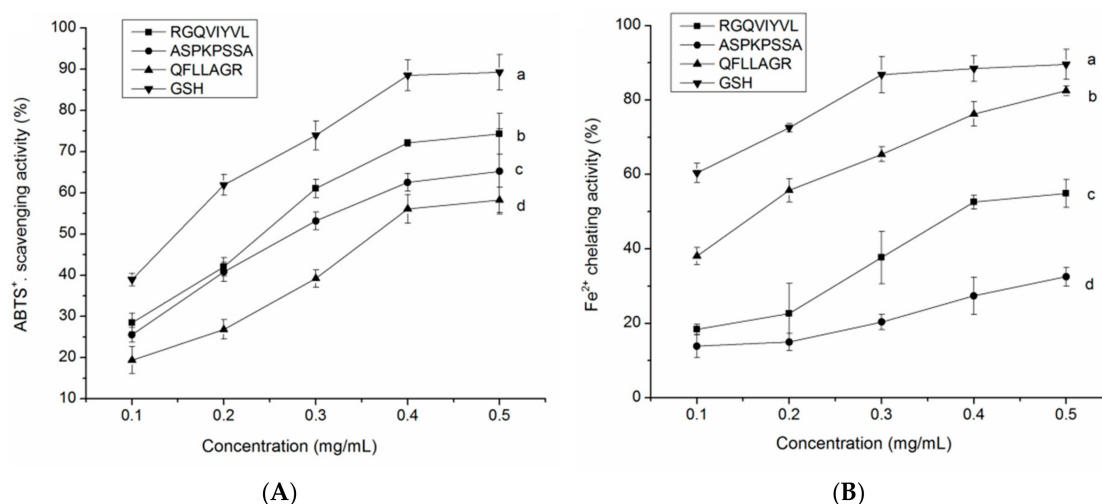 RGQVIYVL
ASPKPSSA
QFLLAGR
GSH
100
90
80
70
60
50
40
30
20
10
ABTS⁺. scavenging activity (%)
a
b
c
d
0.1 0.2 0.3 0.4 0.5
Concentration (mg/mL)
(A)
RGQVIYVL
ASPKPSSA
QFLLAGR
GSH
100
80
60
40
20
0
Fe²⁺ chelating activity (%)
a
b
c
d
0.1 0.2 0.3 0.4 0.5
Concentration (mg/mL)
(B)